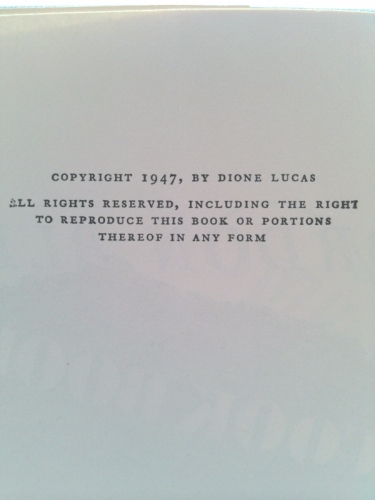 COPYRIGHT 1947, BY DIONE LUCAS
ALL RIGHTS RESERVED, INCLUDING THE RIGHT
TO REPRODUCE THIS BOOK OR PORTIONS
THEREOF IN ANY FORM